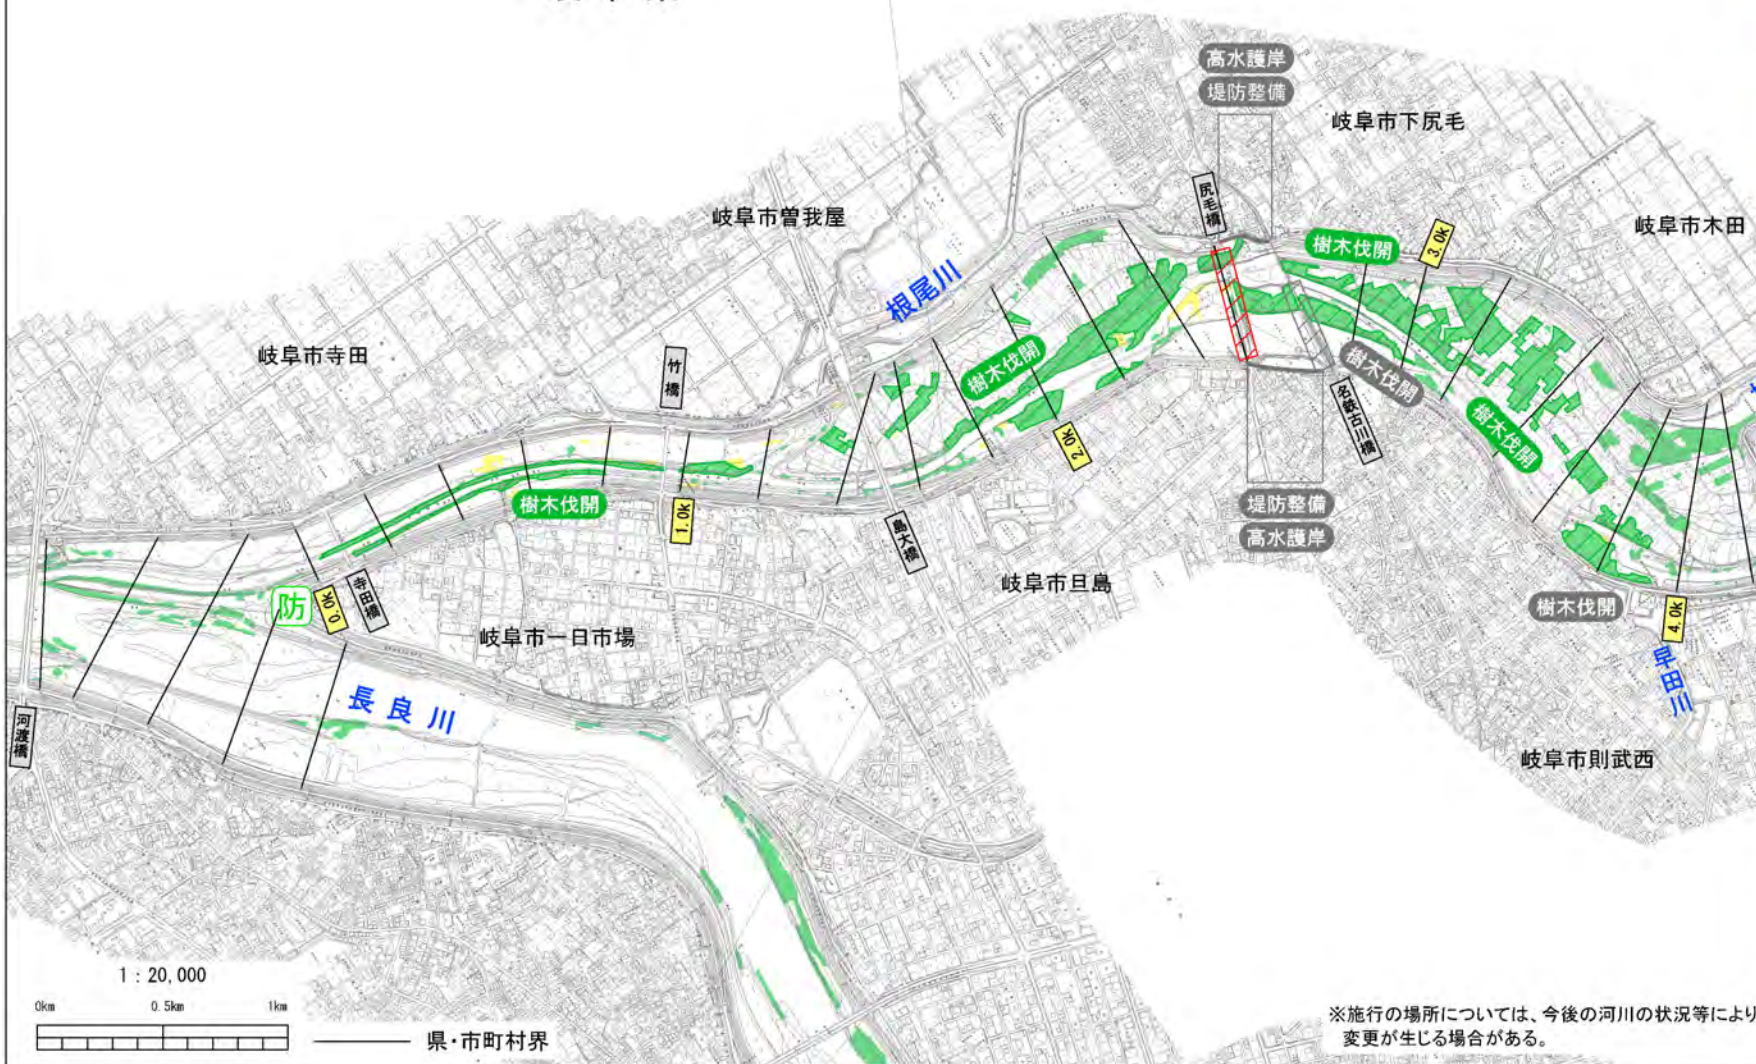 高水護岸
堤防整備
岐阜市下尻毛
尻毛橋
岐阜市曽我屋
岐阜市木田
樹木伐開
3.0k
根尾川
岐阜市寺田
竹橋
樹木伐開
樹木伐開
名鉄古川橋
樹木伐開
2.0k
樹木伐開
1.0k
島大橋
堤防整備
高水護岸
岐阜市旦島
防
0.0k
寺田橋
岐阜市一日市場
樹木伐開
4.0k
早田川
長良川
河渡橋
岐阜市則武西
1:20,000
0km 0.5km 1km
県・市町村界
※施行の場所については、今後の河川の状況等により
変更が生じる場合がある。